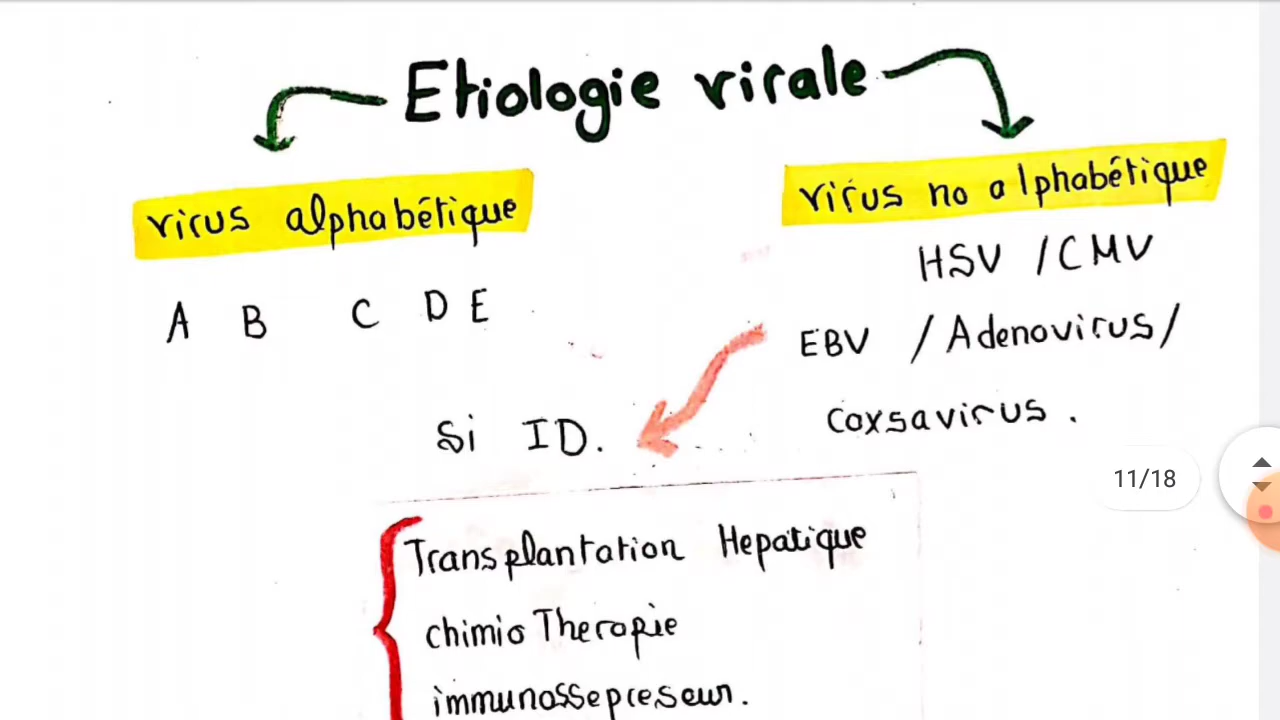 Etiologie virale
virus alphabétique
virus no alphabétique
A B C D E
HSV / CMV
EBV / Adenovirus /
Coxsavirus .
Si ID.
11/18
Transplantation Hepatique
chimio Therapie
immunossepreseur.